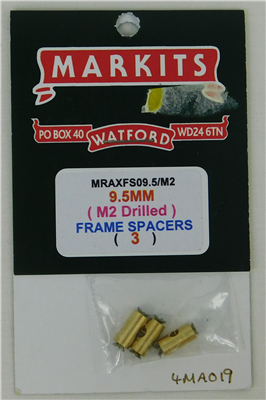 MARKITS
PO BOX 40 WATFORD WD24 6TN
MRAXFS09.5/M2
9.5MM
( M2 Drilled )
FRAME SPACERS
( 3 )
4MA019